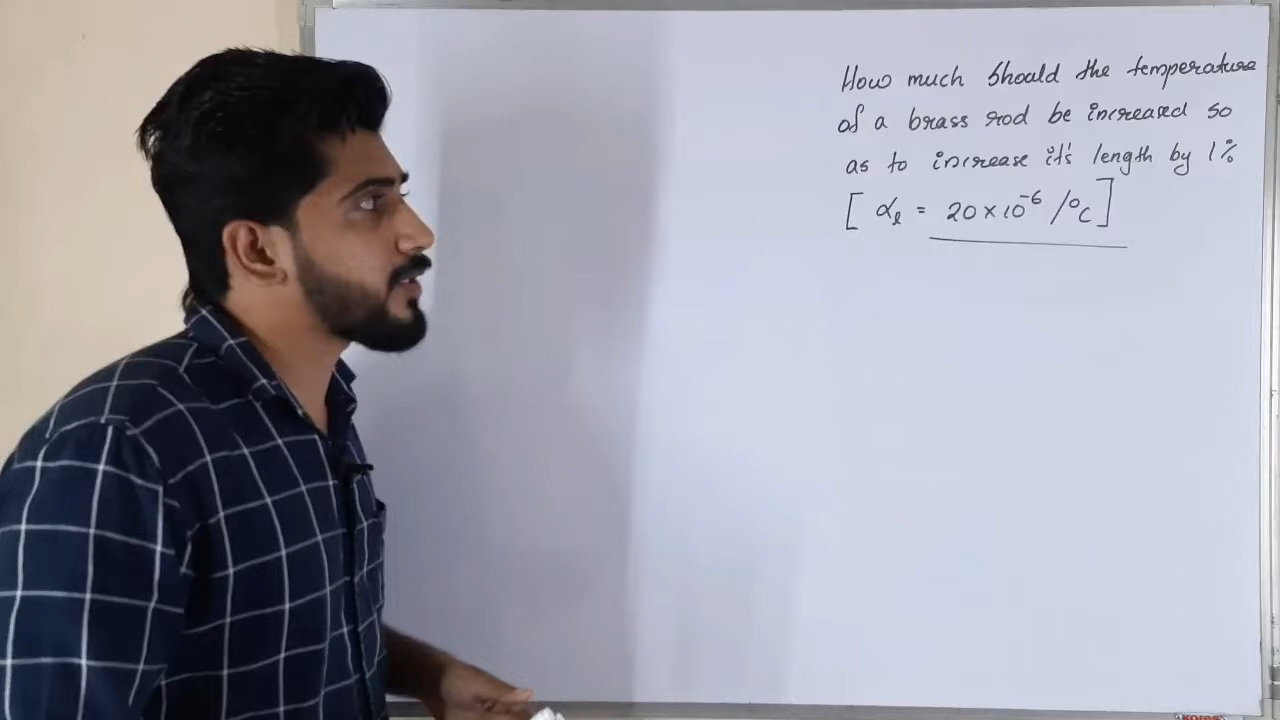 How much should the temperature
of a brass rod be increased so
as to increase it's length by 1%
[ αℓ = 20×10⁻⁶ /°C ]
kores